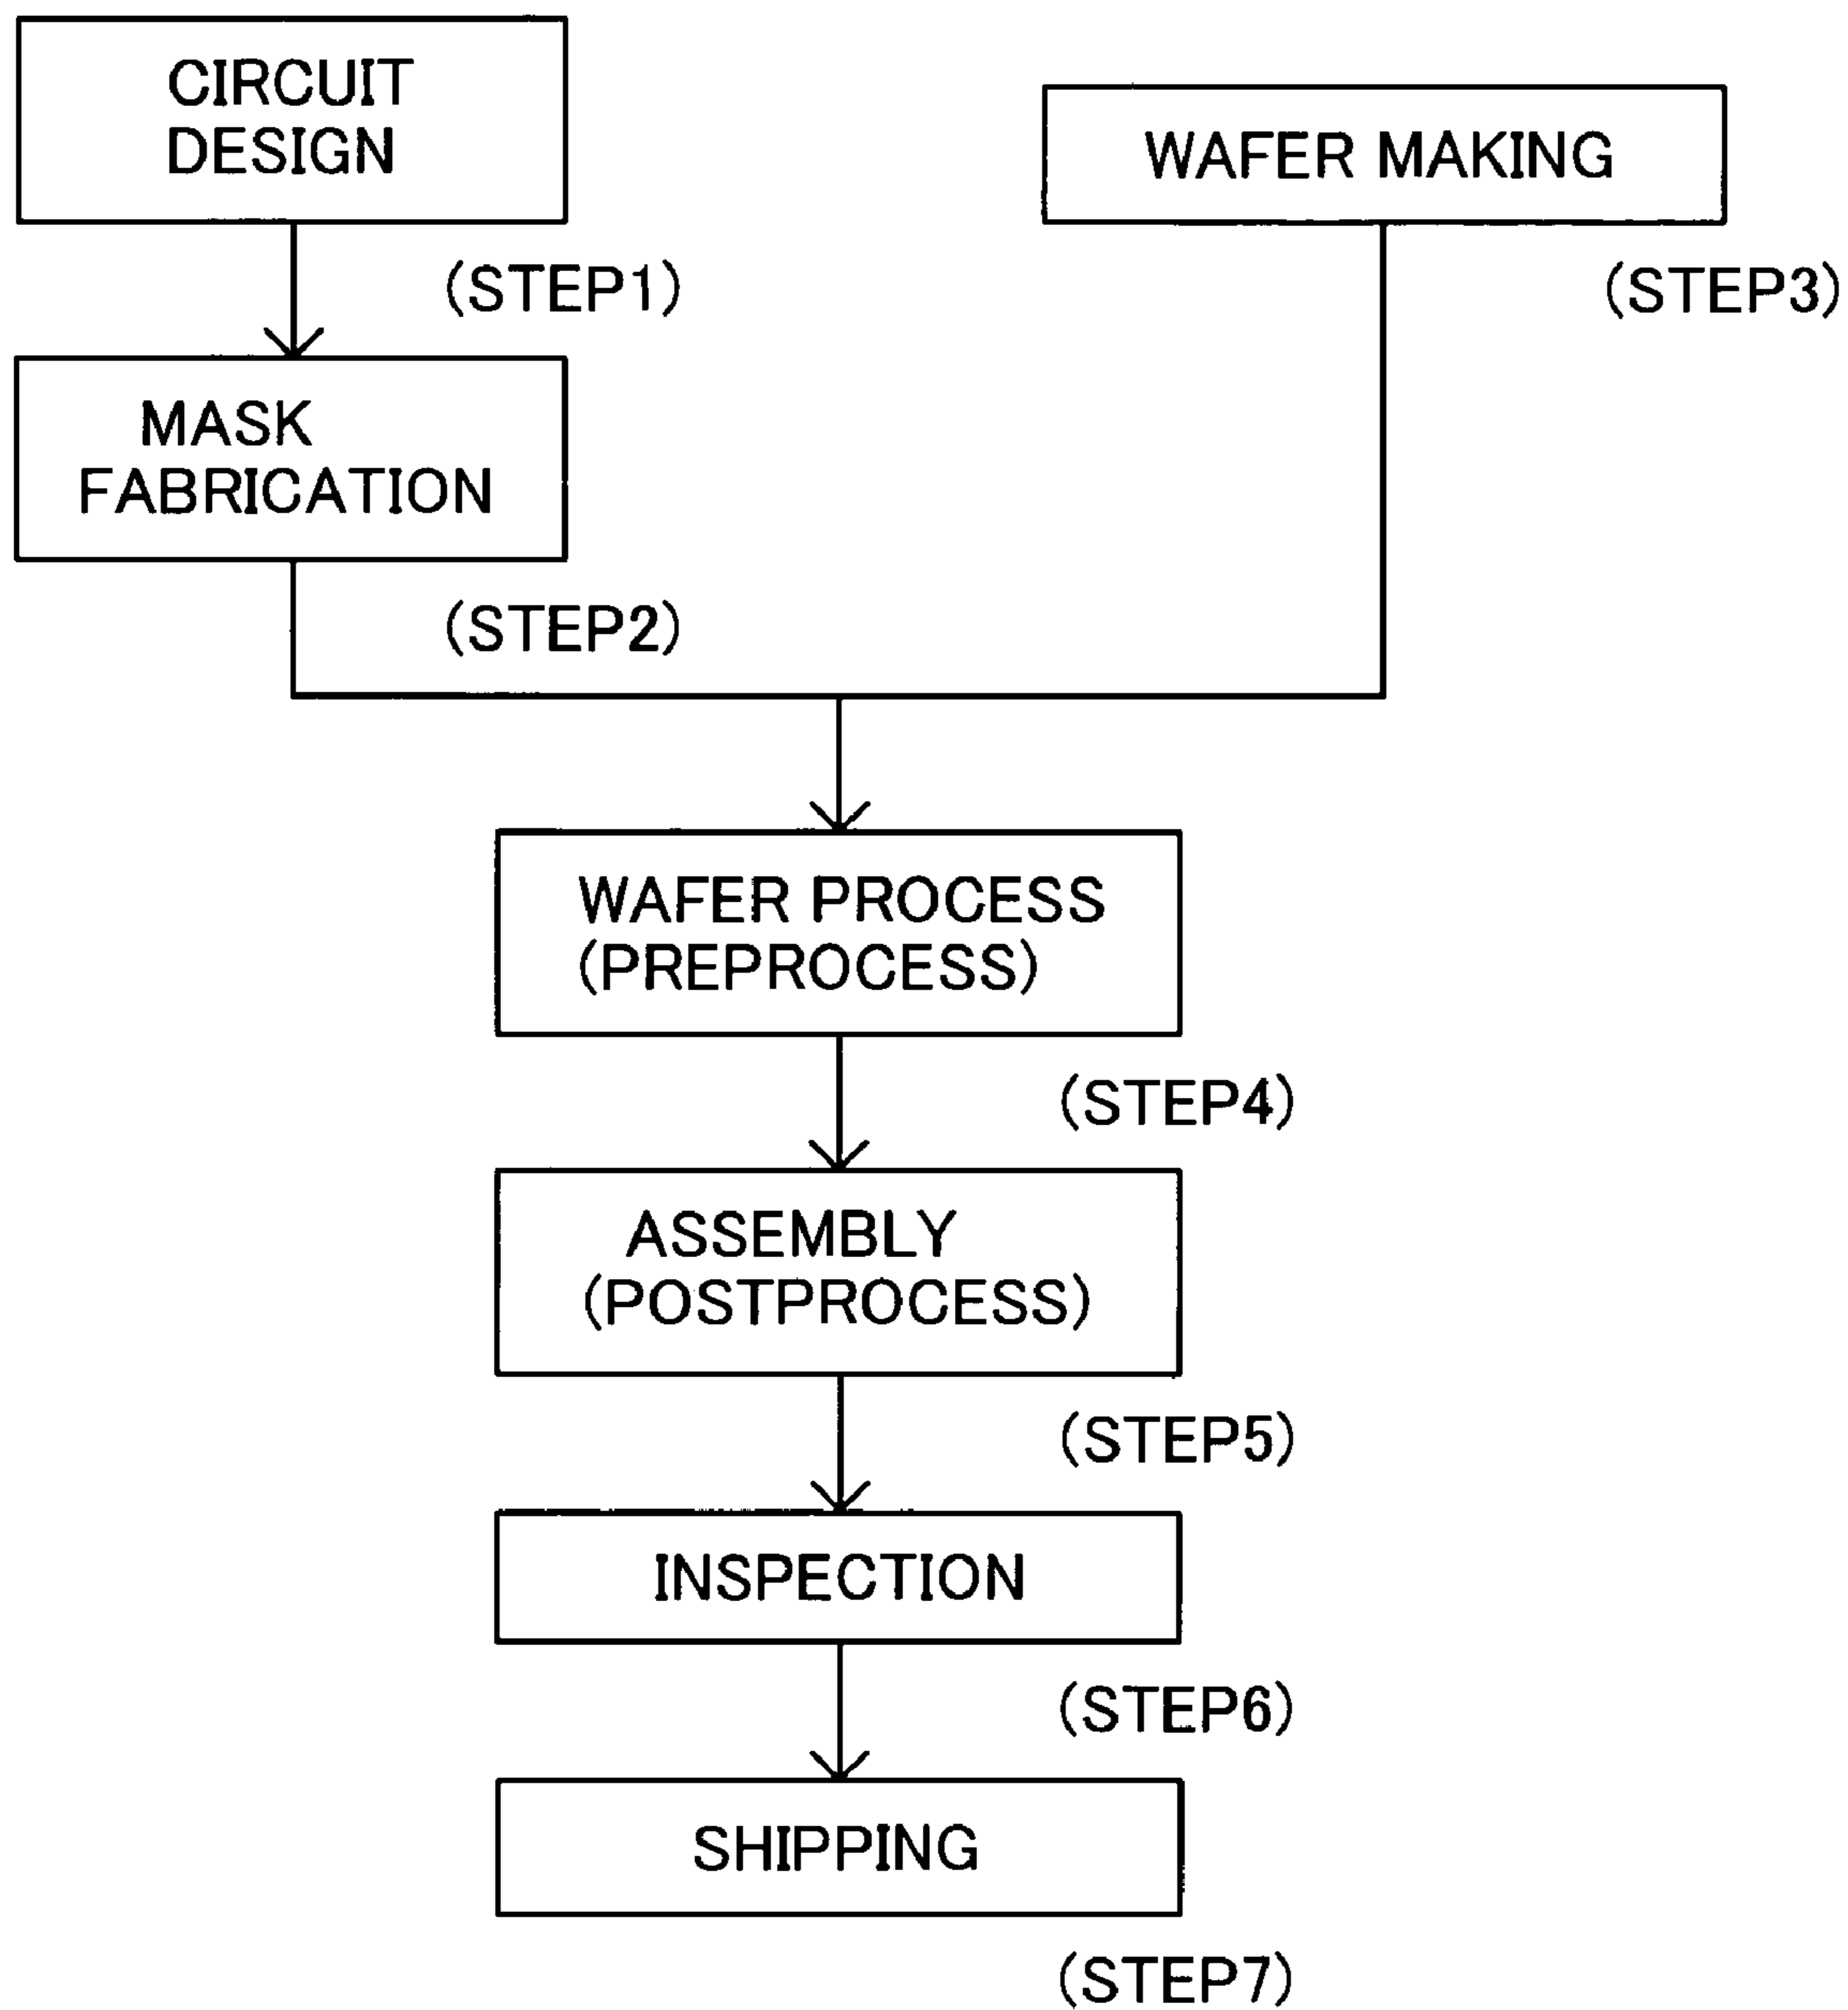 CIRCUIT
DESIGN
(STEP1)
MASK
FABRICATION
(STEP2)
WAFER MAKING
(STEP3)
WAFER PROCESS
(PREPROCESS)
(STEP4)
ASSEMBLY
(POSTPROCESS)
(STEP5)
INSPECTION
(STEP6)
SHIPPING
(STEP7)